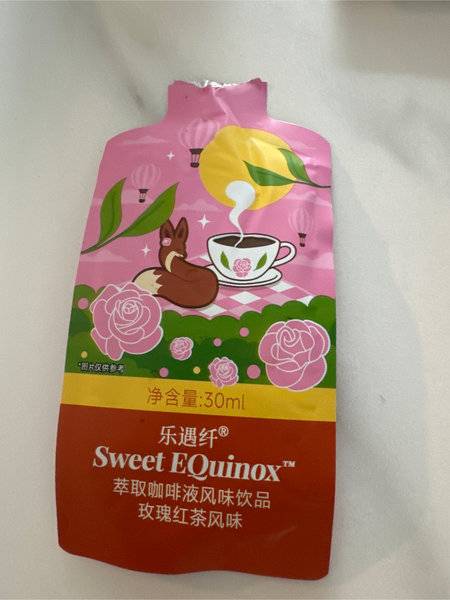 *图片仅供参考
净含量:30ml
乐遇纤®
Sweet EQuinox™
萃取咖啡液风味饮品
玫瑰红茶风味